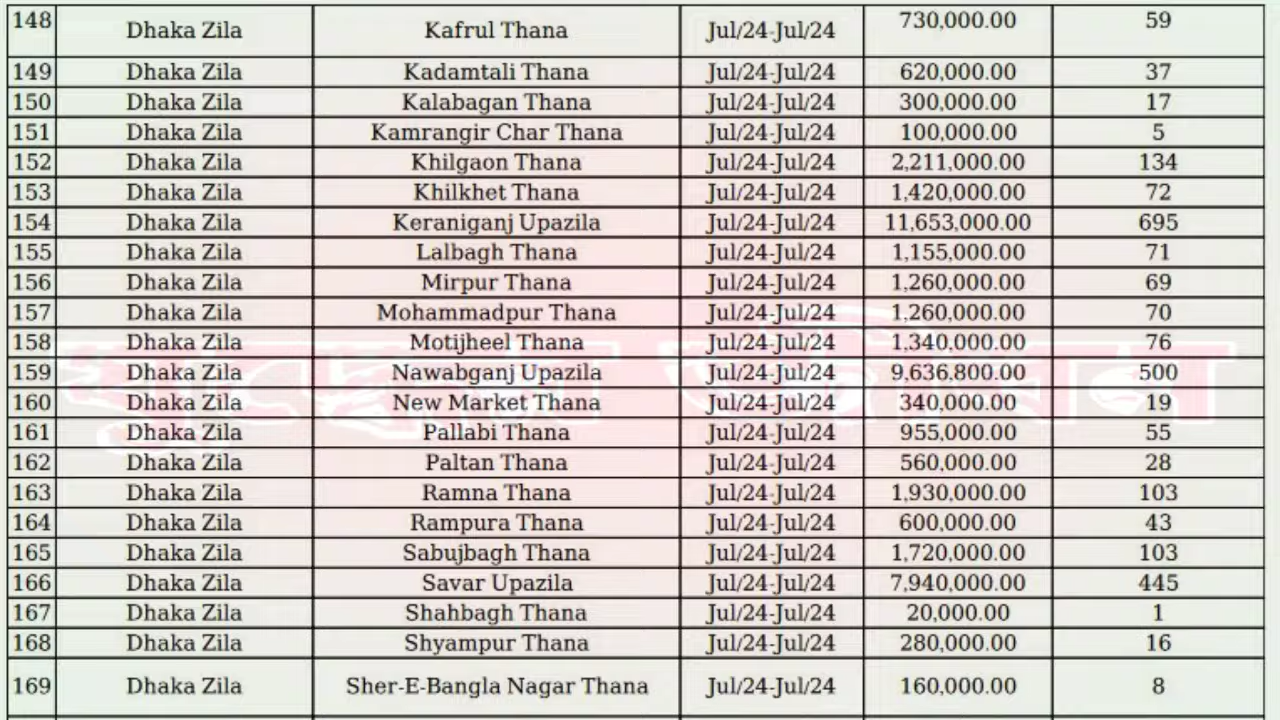 148 Dhaka Zila Kafrul Thana Jul/24-Jul/24 730,000.00 59
149 Dhaka Zila Kadamtali Thana Jul/24-Jul/24 620,000.00 37
150 Dhaka Zila Kalabagan Thana Jul/24-Jul/24 300,000.00 17
151 Dhaka Zila Kamrangir Char Thana Jul/24-Jul/24 100,000.00 5
152 Dhaka Zila Khilgaon Thana Jul/24-Jul/24 2,211,000.00 134
153 Dhaka Zila Khilkhet Thana Jul/24-Jul/24 1,420,000.00 72
154 Dhaka Zila Keraniganj Upazila Jul/24-Jul/24 11,653,000.00 695
155 Dhaka Zila Lalbagh Thana Jul/24-Jul/24 1,155,000.00 71
156 Dhaka Zila Mirpur Thana Jul/24-Jul/24 1,260,000.00 69
157 Dhaka Zila Mohammadpur Thana Jul/24-Jul/24 1,260,000.00 70
158 Dhaka Zila Motijheel Thana Jul/24-Jul/24 1,340,000.00 76
159 Dhaka Zila Nawabganj Upazila Jul/24-Jul/24 9,636,800.00 500
160 Dhaka Zila New Market Thana Jul/24-Jul/24 340,000.00 19
161 Dhaka Zila Pallabi Thana Jul/24-Jul/24 955,000.00 55
162 Dhaka Zila Paltan Thana Jul/24-Jul/24 560,000.00 28
163 Dhaka Zila Ramna Thana Jul/24-Jul/24 1,930,000.00 103
164 Dhaka Zila Rampura Thana Jul/24-Jul/24 600,000.00 43
165 Dhaka Zila Sabujbagh Thana Jul/24-Jul/24 1,720,000.00 103
166 Dhaka Zila Savar Upazila Jul/24-Jul/24 7,940,000.00 445
167 Dhaka Zila Shahbagh Thana Jul/24-Jul/24 20,000.00 1
168 Dhaka Zila Shyampur Thana Jul/24-Jul/24 280,000.00 16
169 Dhaka Zila Sher-E-Bangla Nagar Thana Jul/24-Jul/24 160,000.00 8